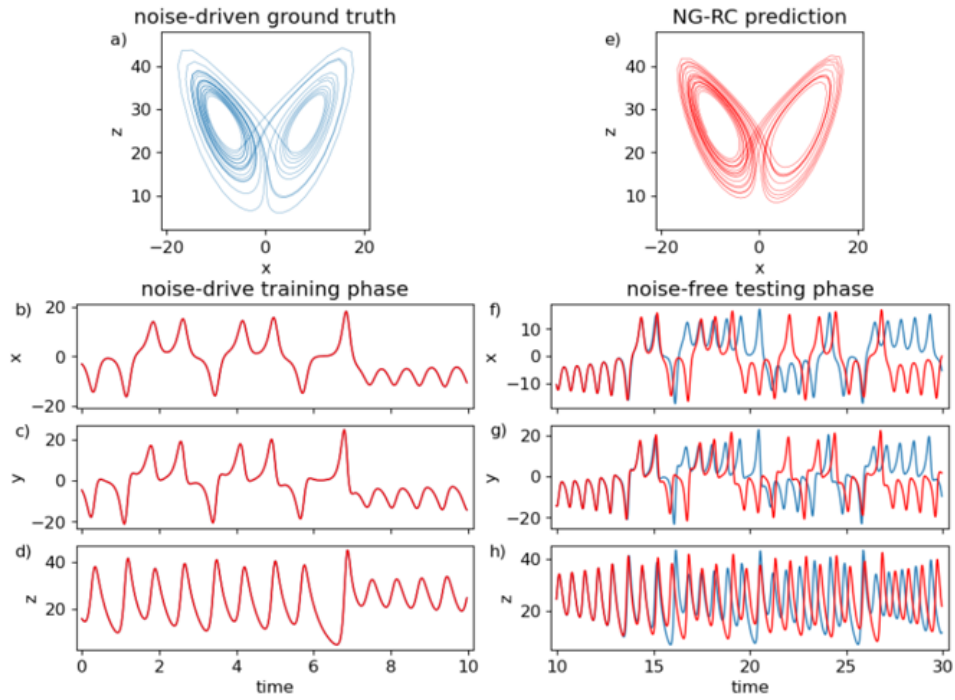 noise-driven ground truth
a)
40
30
20
10
z
−20
0
20
x
NG-RC prediction
e)
40
30
20
10
z
−20
0
20
x
noise-drive training phase
b)
20
0
−20
x
c)
20
0
−20
y
d)
40
20
z
0
2
4
6
8
10
time
noise-free testing phase
f)
10
0
−10
x
g)
20
0
−20
y
h)
40
20
z
10
15
20
25
30
time